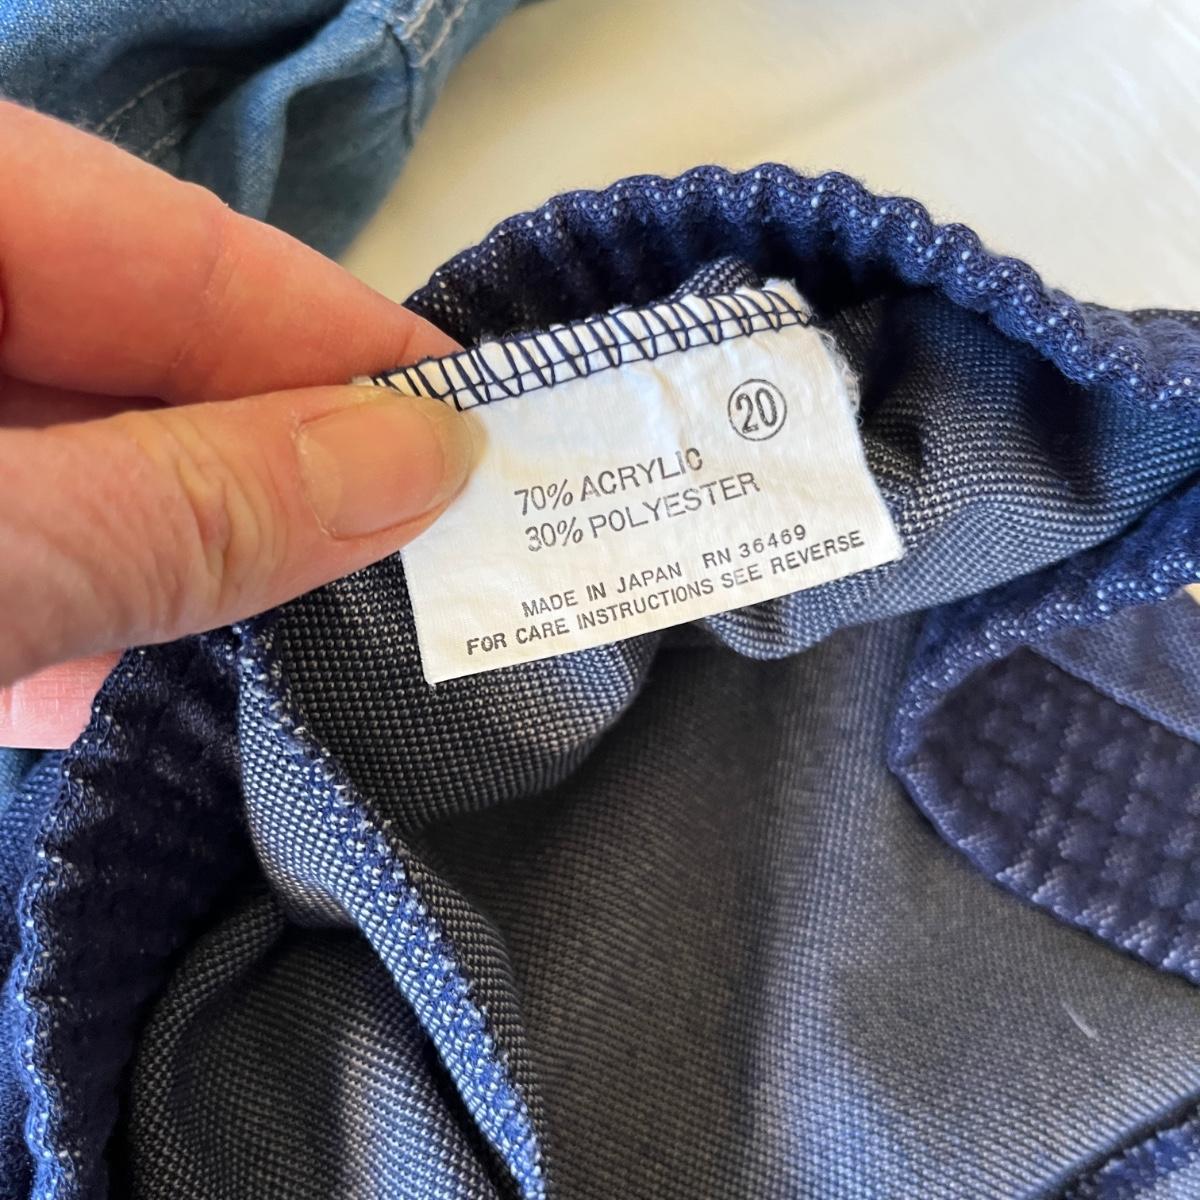 20
70% ACRYLIC
30% POLYESTER
MADE IN JAPAN RN 36469
FOR CARE INSTRUCTIONS SEE REVERSE